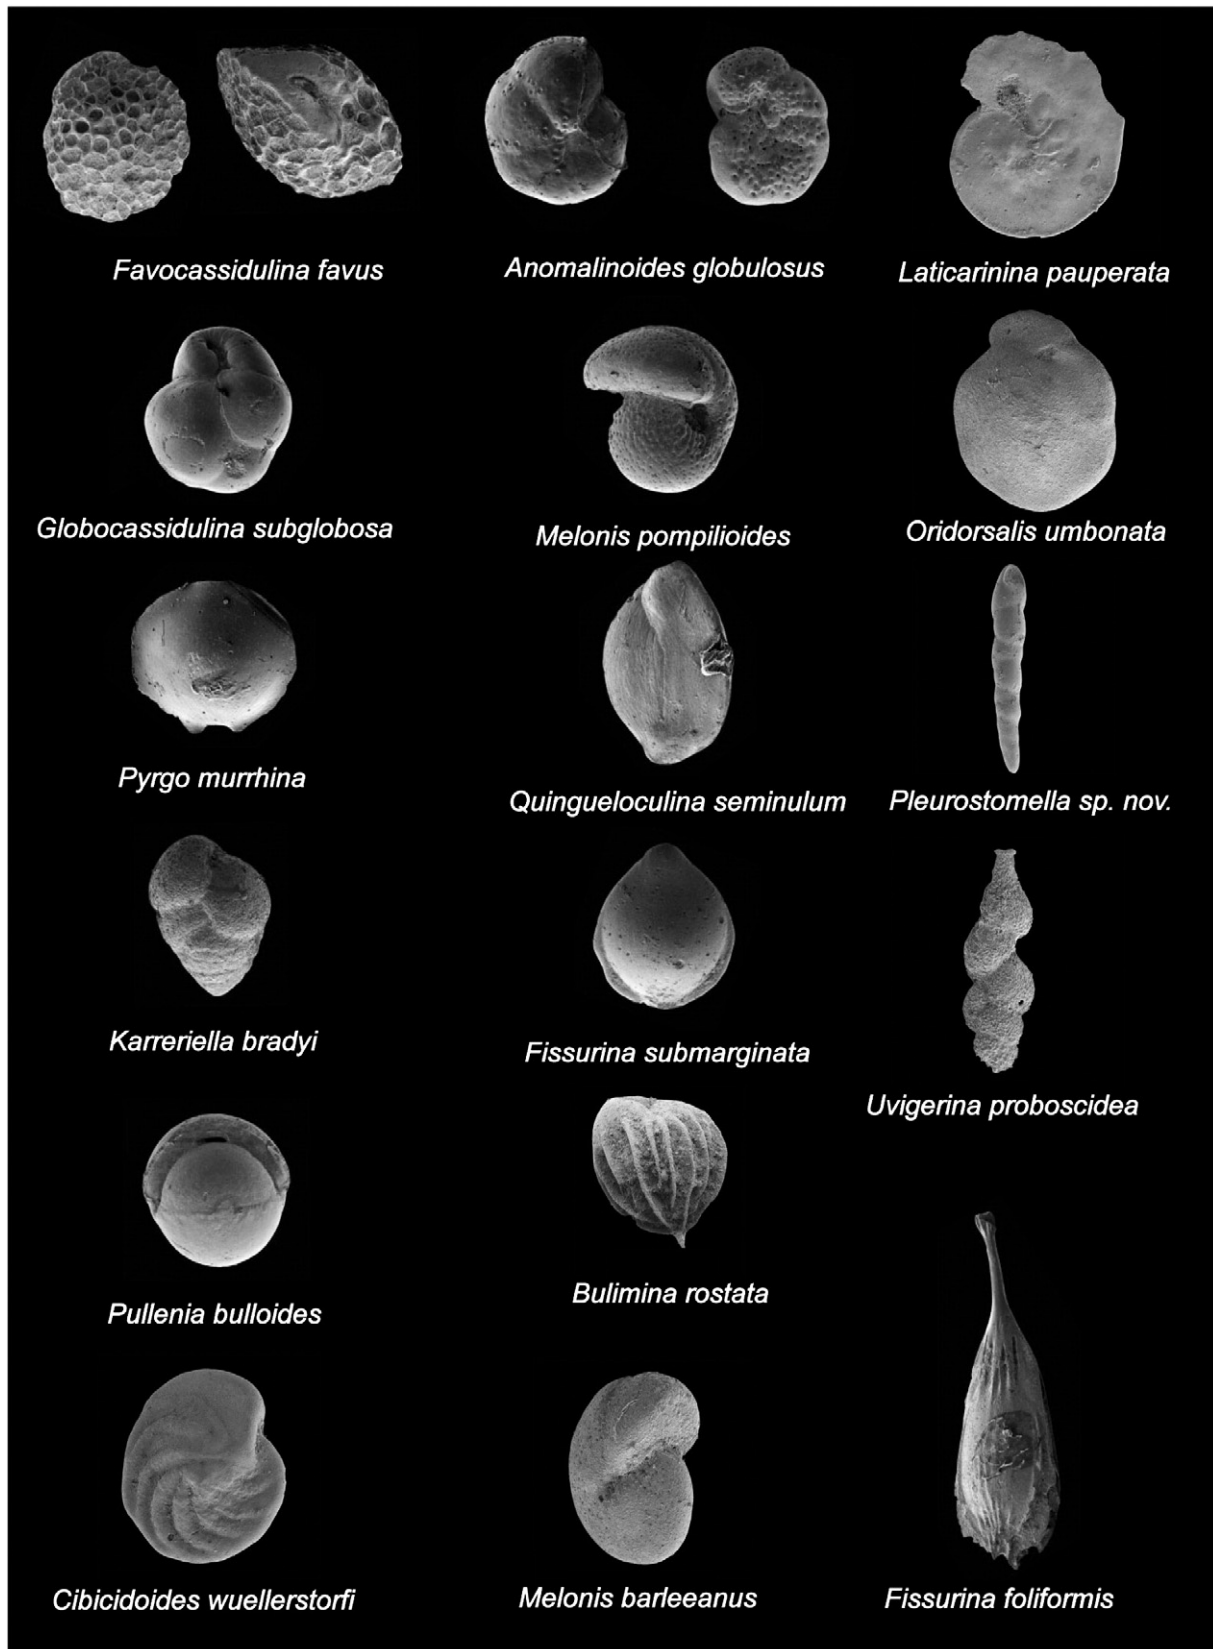 Favocassidulina favus
Anomalinoides globulosus
Laticarinina pauperata
Globocassidulina subglobosa
Melonis pompilioides
Oridorsalis umbonata
Pyrgo murrhina
Quingueloculina seminulum
Pleurostomella sp. nov.
Karreriella bradyi
Fissurina submarginata
Uvigerina proboscidea
Pullenia bulloides
Bulimina rostata
Cibicidoides wuellerstorfi
Melonis barleeanus
Fissurina foliformis